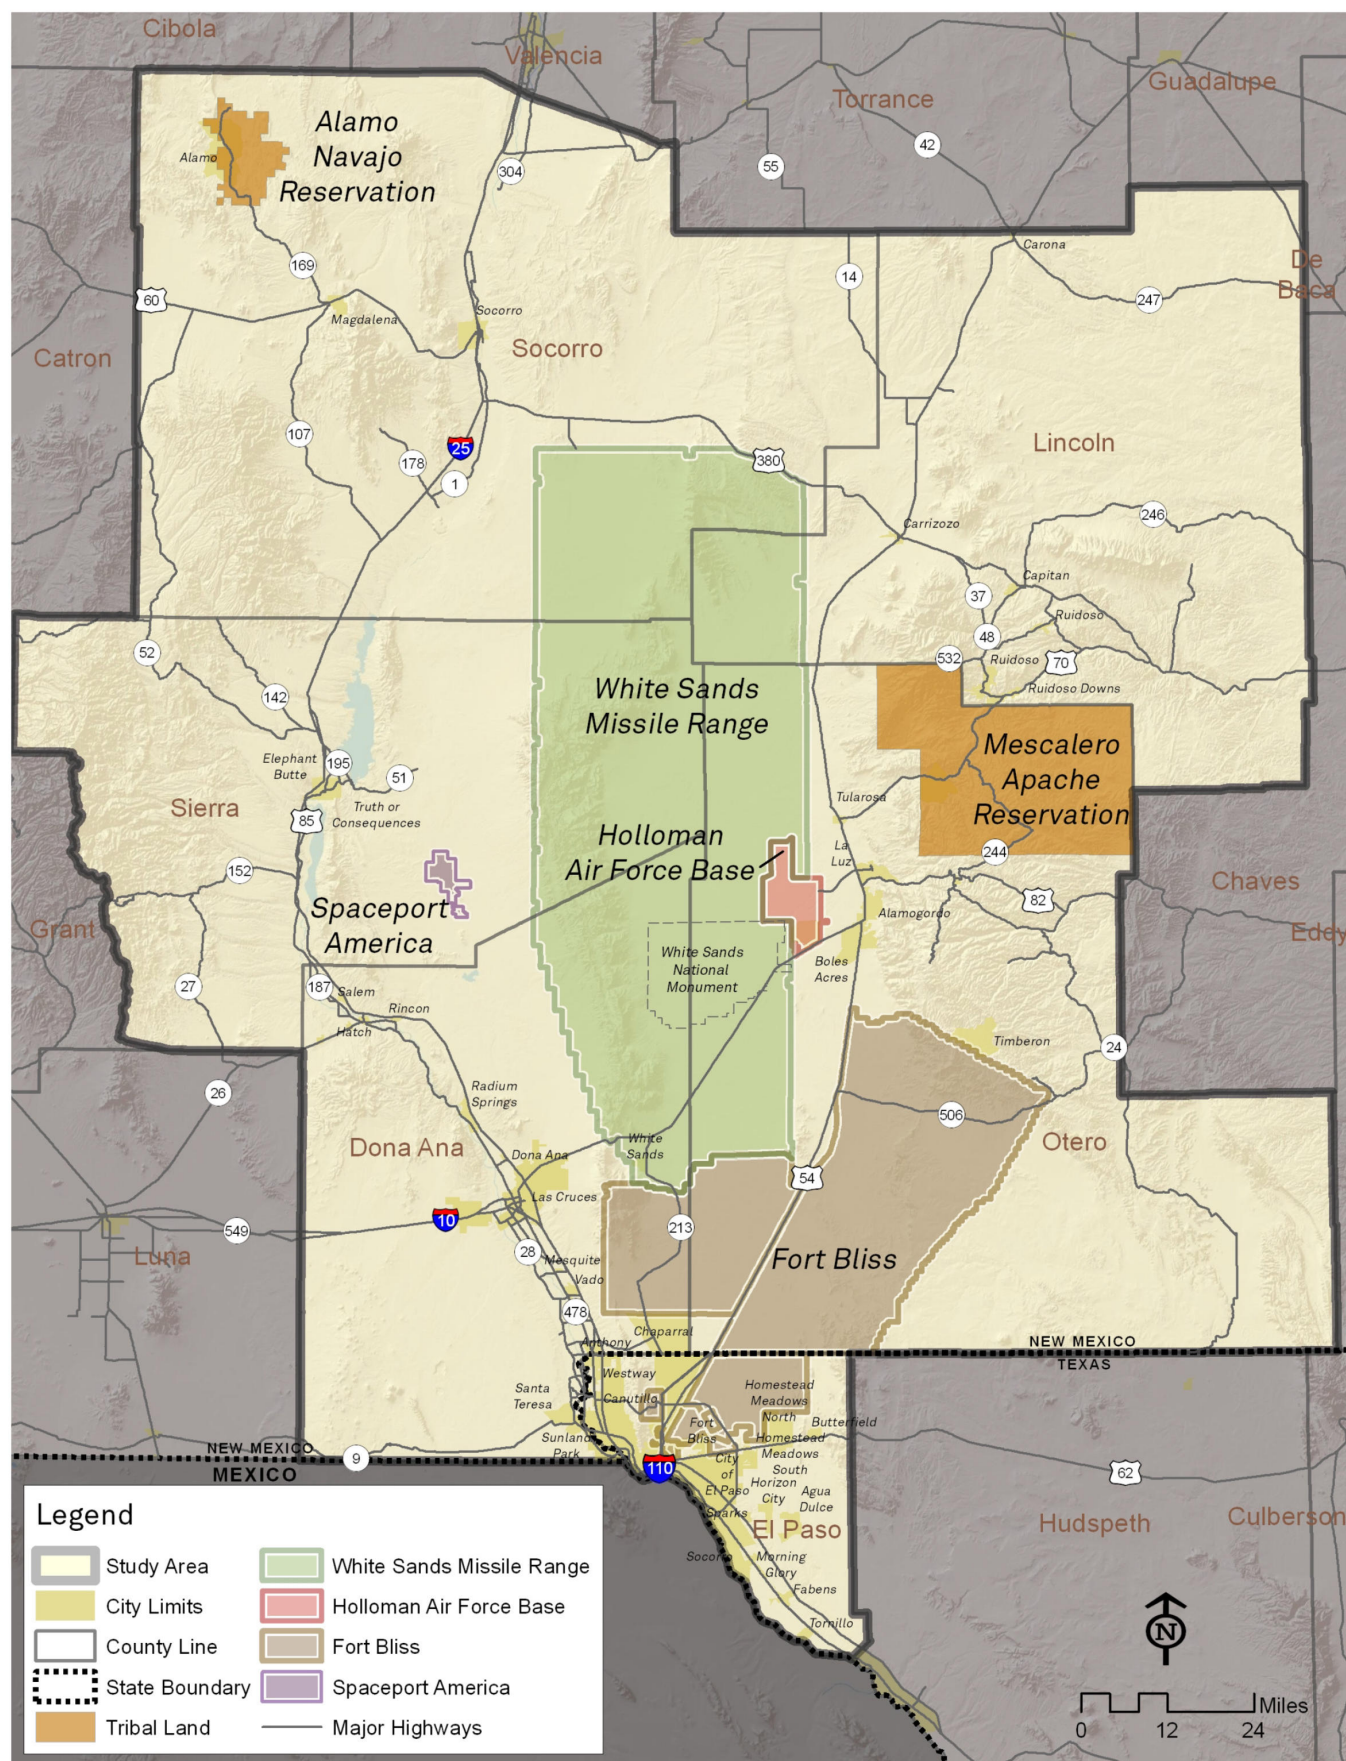 Cibola
Valencia
Torrance
Guadalupe
Alamo
Navajo
Reservation
Alamo
42
55
304
Carona
De
Baca
169
14
247
60
Magdalena
Socorro
Socorro
Catron
107
178
25
1
380
Lincoln
246
Carrizozo
Capitan
37
Ruidoso
48
52
532
Ruidoso
70
Ruidoso Downs
142
White Sands
Missile Range
Mescalero
Apache
Reservation
Elephant
Butte
195
51
Truth or
Consequences
Sierra
85
Tularosa
Holloman
Air Force Base
La
Luz
244
152
Chaves
82
Spaceport
America
Alamogordo
Grant
Eddy
White Sands
National
Monument
Boles
Acres
27
187
Salem
Rincon
Hatch
Timberon
24
26
Radium
Springs
506
Dona Ana
Dona Ana
White
Sands
Otero
54
Las Cruces
10
549
213
Luna
28
Mesquite
Fort Bliss
Vado
478
Chaparral
Anthony
NEW MEXICO
TEXAS
Westway
Santa
Teresa
Canutillo
Homestead
Meadows
North
Butterfield
Fort
Bliss
Sunland
Park
Homestead
Meadows
South
NEW MEXICO
MEXICO
9
110
City
of
El Paso
Horizon
City
Agua
Dulce
62
Sparks
El Paso
Hudspeth
Culberson
Socorro
Morning
Glory
Fabens
Tornillo
Legend
Study Area
City Limits
County Line
State Boundary
Tribal Land
White Sands Missile Range
Holloman Air Force Base
Fort Bliss
Spaceport America
Major Highways
N
Miles
0 12 24